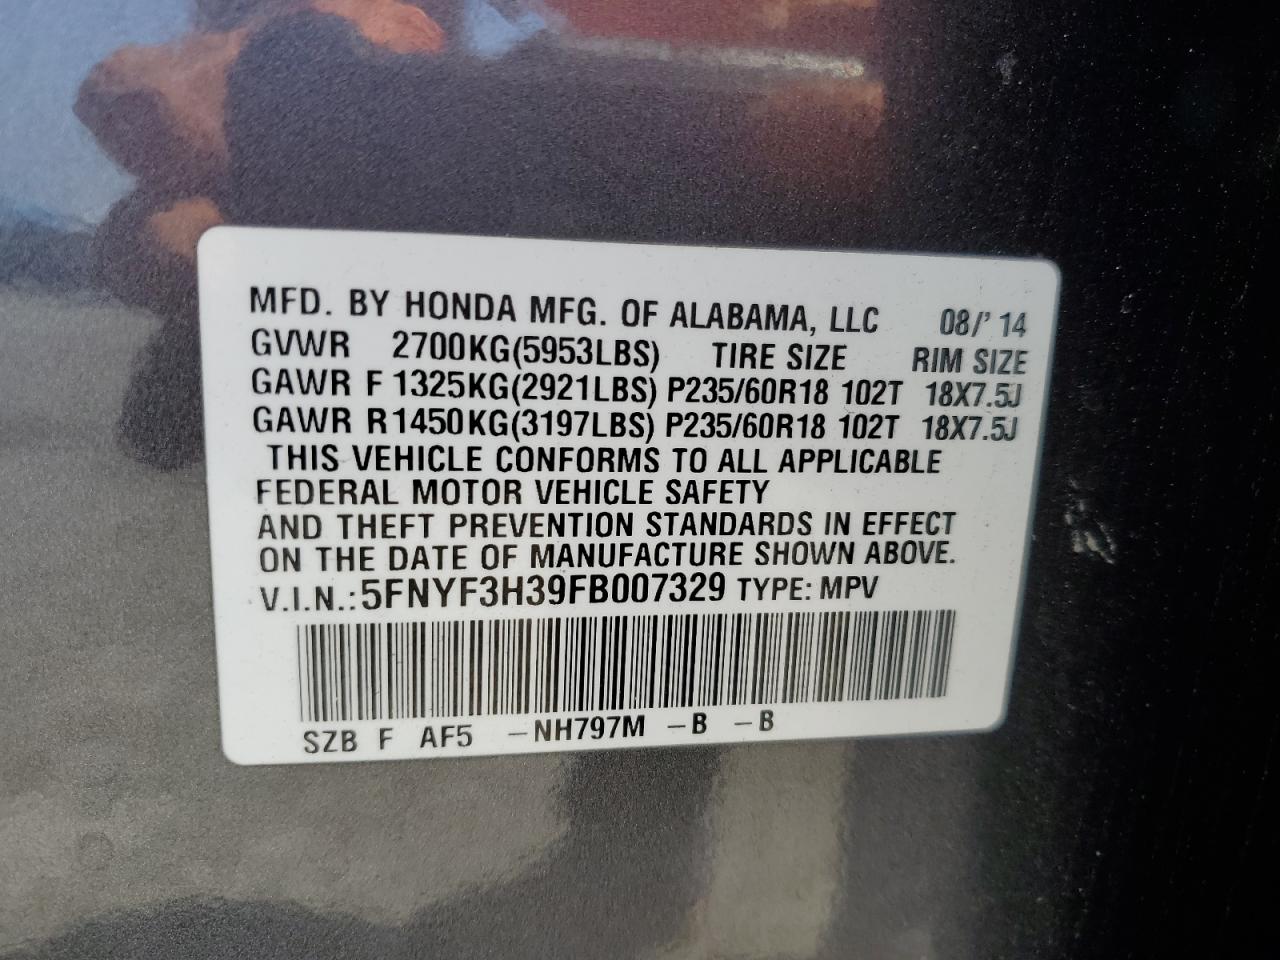 MFD. BY HONDA MFG. OF ALABAMA, LLC 08/' 14
GVWR 2700KG(5953LBS) TIRE SIZE RIM SIZE
GAWR F 1325KG(2921LBS) P235/60R18 102T 18X7.5J
GAWR R 1450KG(3197LBS) P235/60R18 102T 18X7.5J
THIS VEHICLE CONFORMS TO ALL APPLICABLE
FEDERAL MOTOR VEHICLE SAFETY
AND THEFT PREVENTION STANDARDS IN EFFECT
ON THE DATE OF MANUFACTURE SHOWN ABOVE.
V.I.N.: 5FNYF3H39FB007329 TYPE: MPV
SZB F AF5 –NH797M –B –B